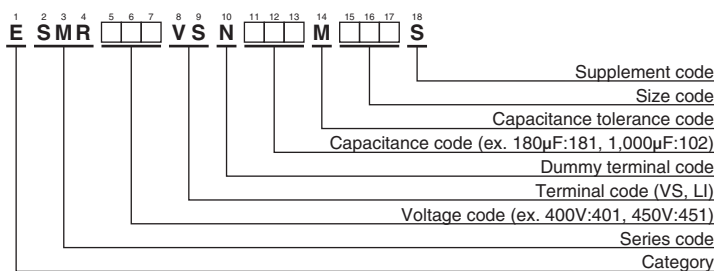 1 2 3 4 5 6 7 8 9 10 11 12 13 14 15 16 17 18
E SMR VS N M S
Supplement code
Size code
Capacitance tolerance code
Capacitance code (ex. 180μF:181, 1,000μF:102)
Dummy terminal code
Terminal code (VS, LI)
Voltage code (ex. 400V:401, 450V:451)
Series code
Category